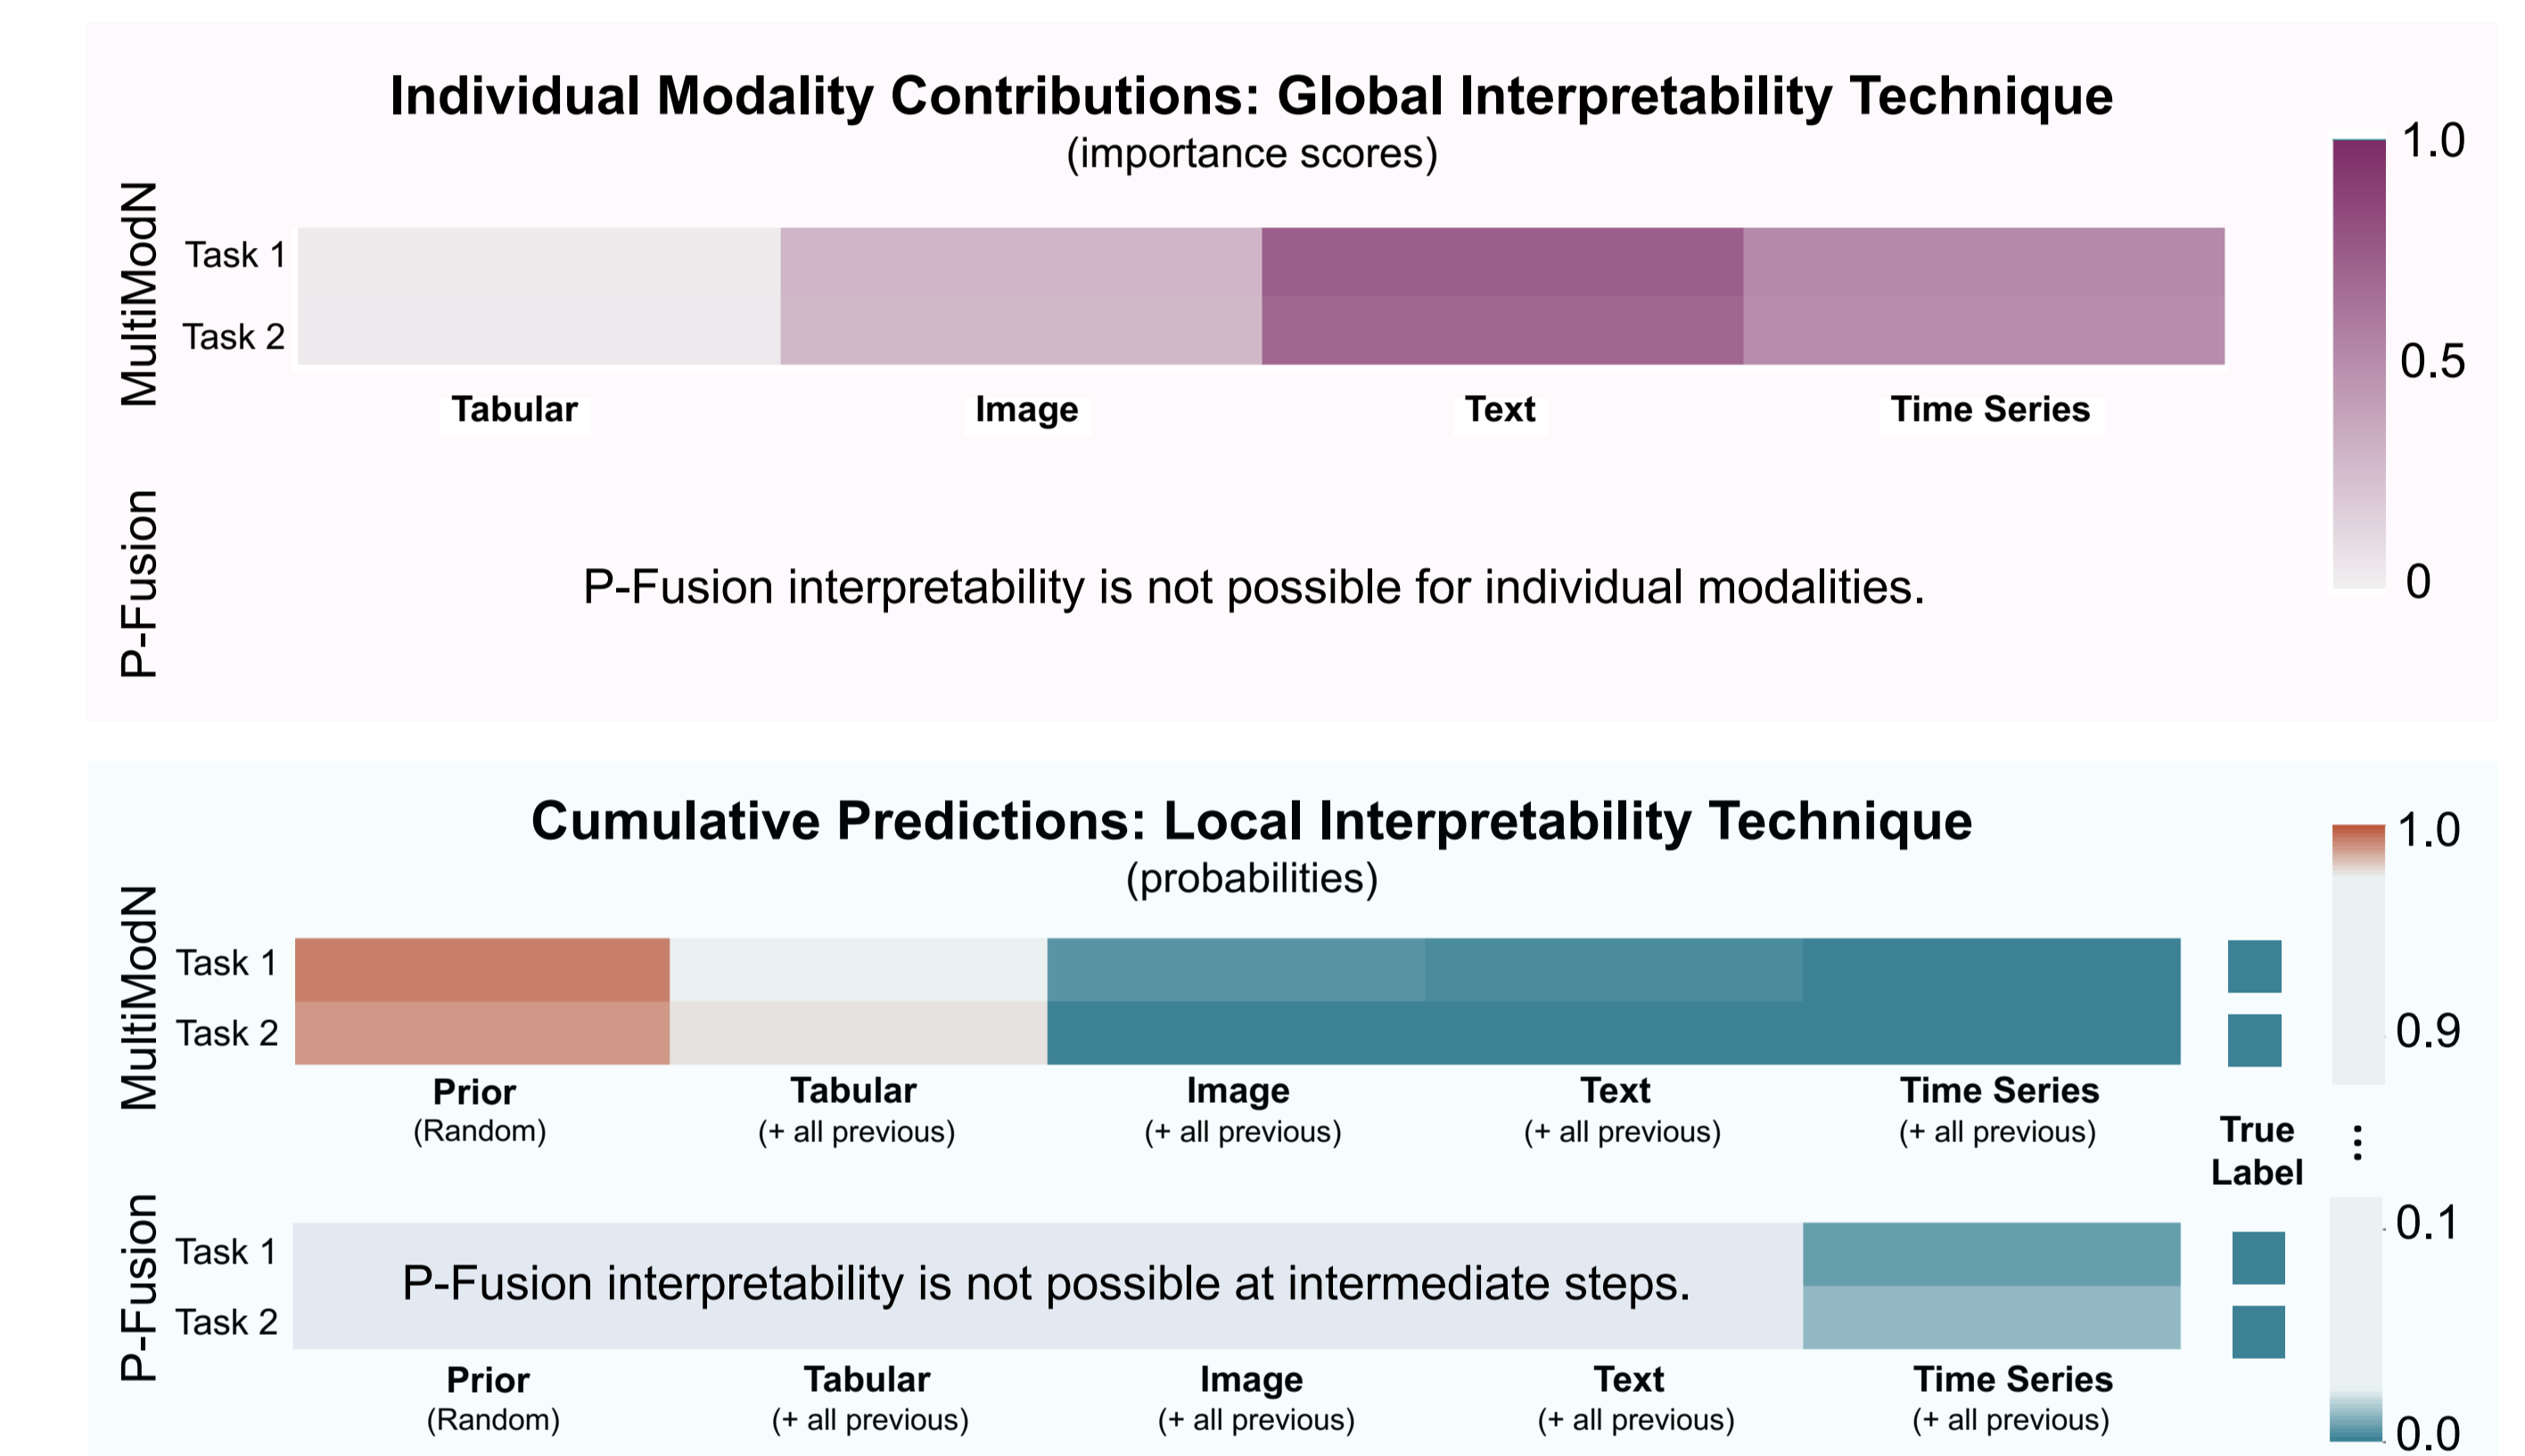 Individual Modality Contributions: Global Interpretability Technique
(importance scores)
MultiModN
Task 1
Task 2
Tabular Image Text Time Series
1.0
0.5
0
P-Fusion
P-Fusion interpretability is not possible for individual modalities.
Cumulative Predictions: Local Interpretability Technique
(probabilities)
MultiModN
Task 1
Task 2
Prior Tabular Image Text Time Series
(Random) (+ all previous) (+ all previous) (+ all previous) (+ all previous)
True
Label
1.0
0.9
⋮
0.1
0.0
P-Fusion
Task 1
Task 2
P-Fusion interpretability is not possible at intermediate steps.
Prior Tabular Image Text Time Series
(Random) (+ all previous) (+ all previous) (+ all previous) (+ all previous)